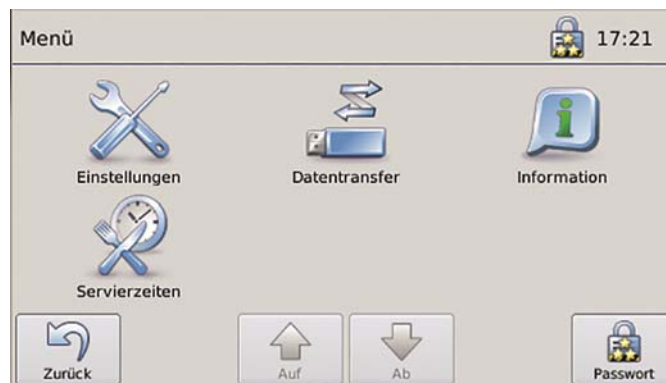 Menü 17:21
Einstellungen Datentransfer Information
Servierzeiten
Zurück Auf Ab Passwort